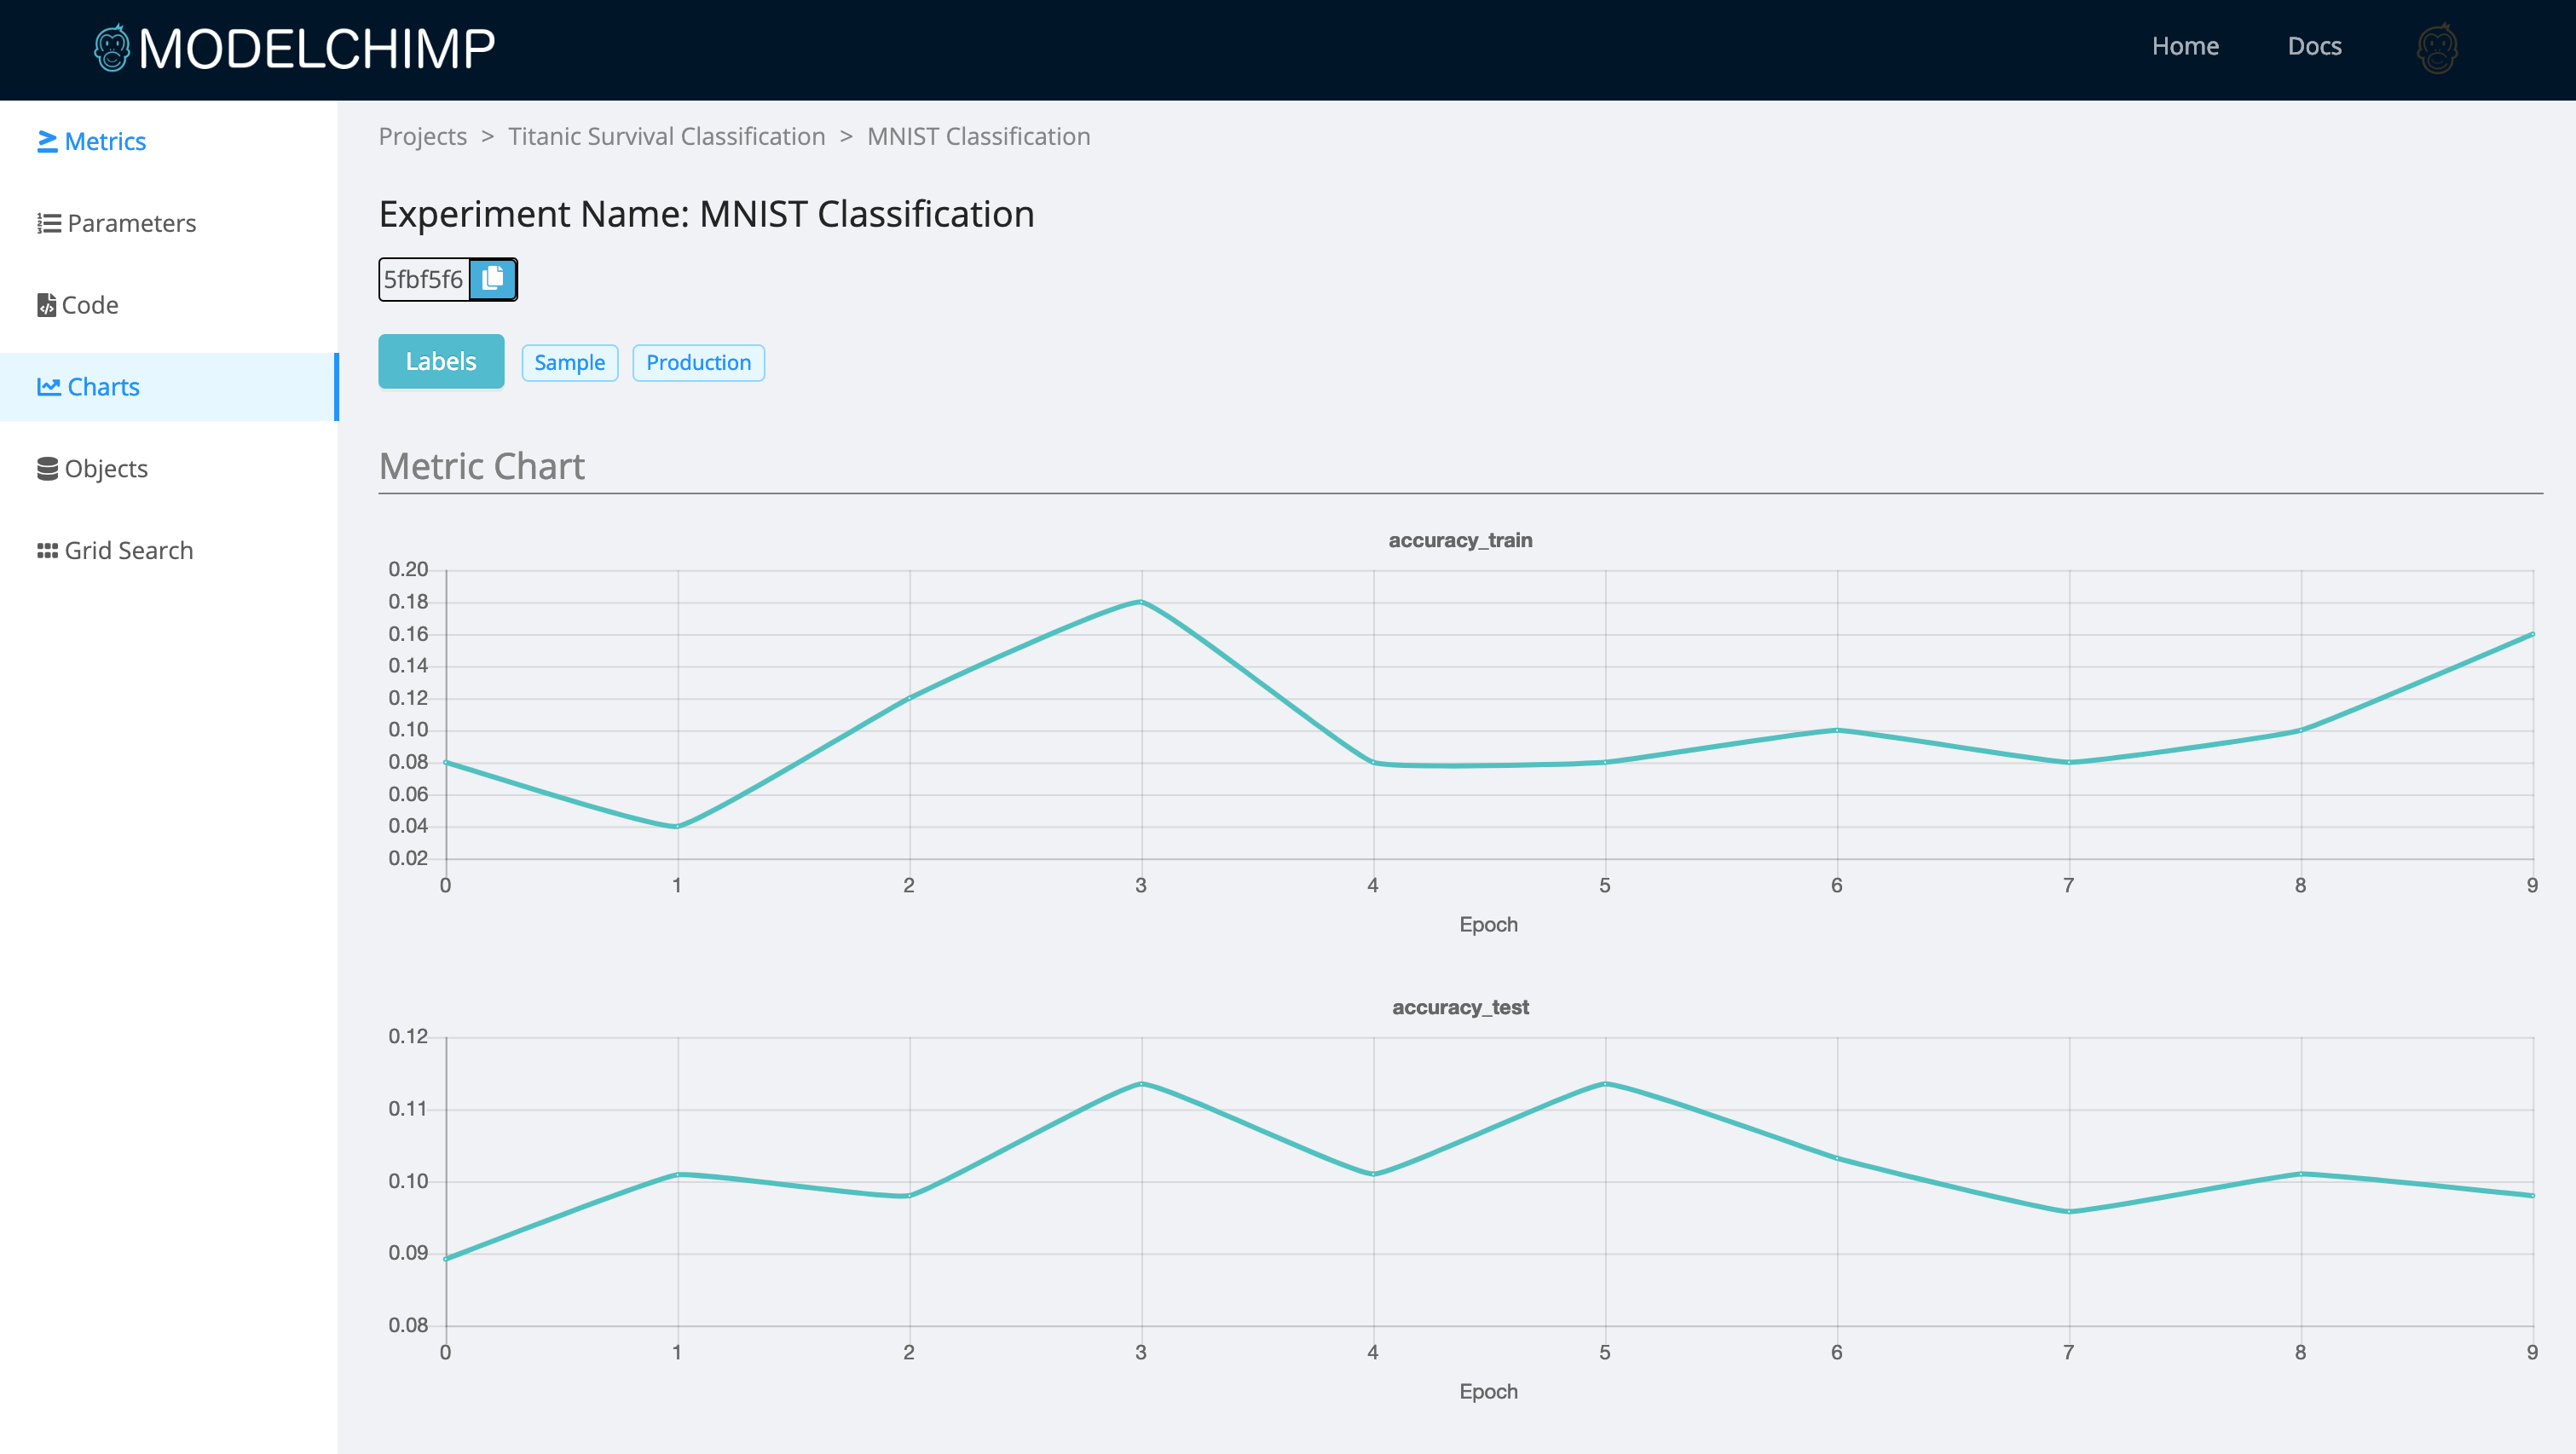 MODELCHIMP
Home Docs
Metrics
Parameters
Code
Charts
Objects
Grid Search
Projects > Titanic Survival Classification > MNIST Classification
Experiment Name: MNIST Classification
5fbf5f6
Labels Sample Production
Metric Chart
accuracy_train
0.20
0.18
0.16
0.14
0.12
0.10
0.08
0.06
0.04
0.02
0 1 2 3 4 5 6 7 8 9
Epoch
accuracy_test
0.12
0.11
0.10
0.09
0.08
0 1 2 3 4 5 6 7 8 9
Epoch